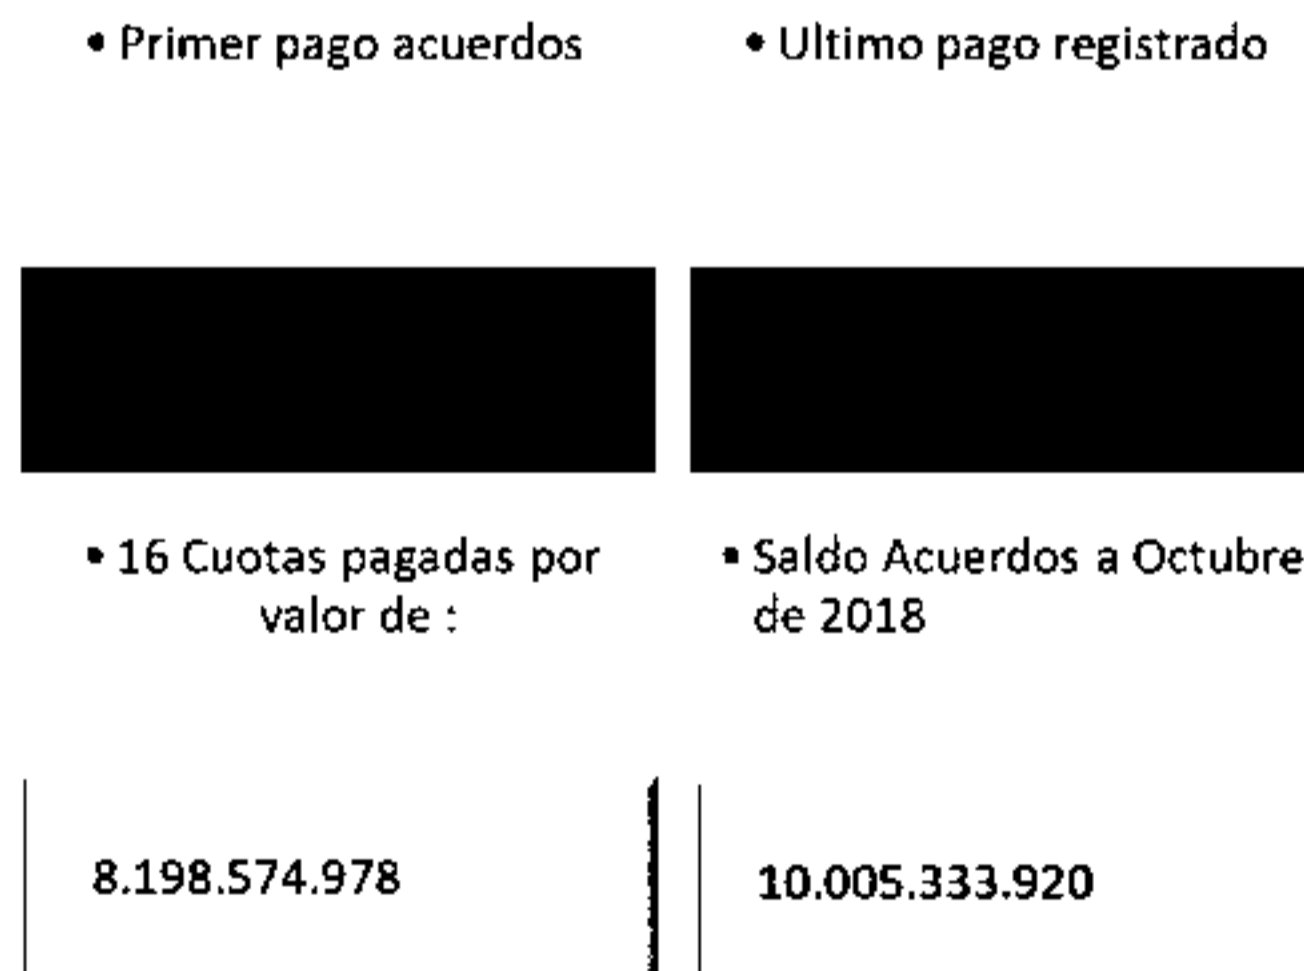 • Primer pago acuerdos
• Ultimo pago registrado
• 16 Cuotas pagadas por
valor de :
▪ Saldo Acuerdos a Octubre
de 2018
8.198.574.978
10.005.333.920